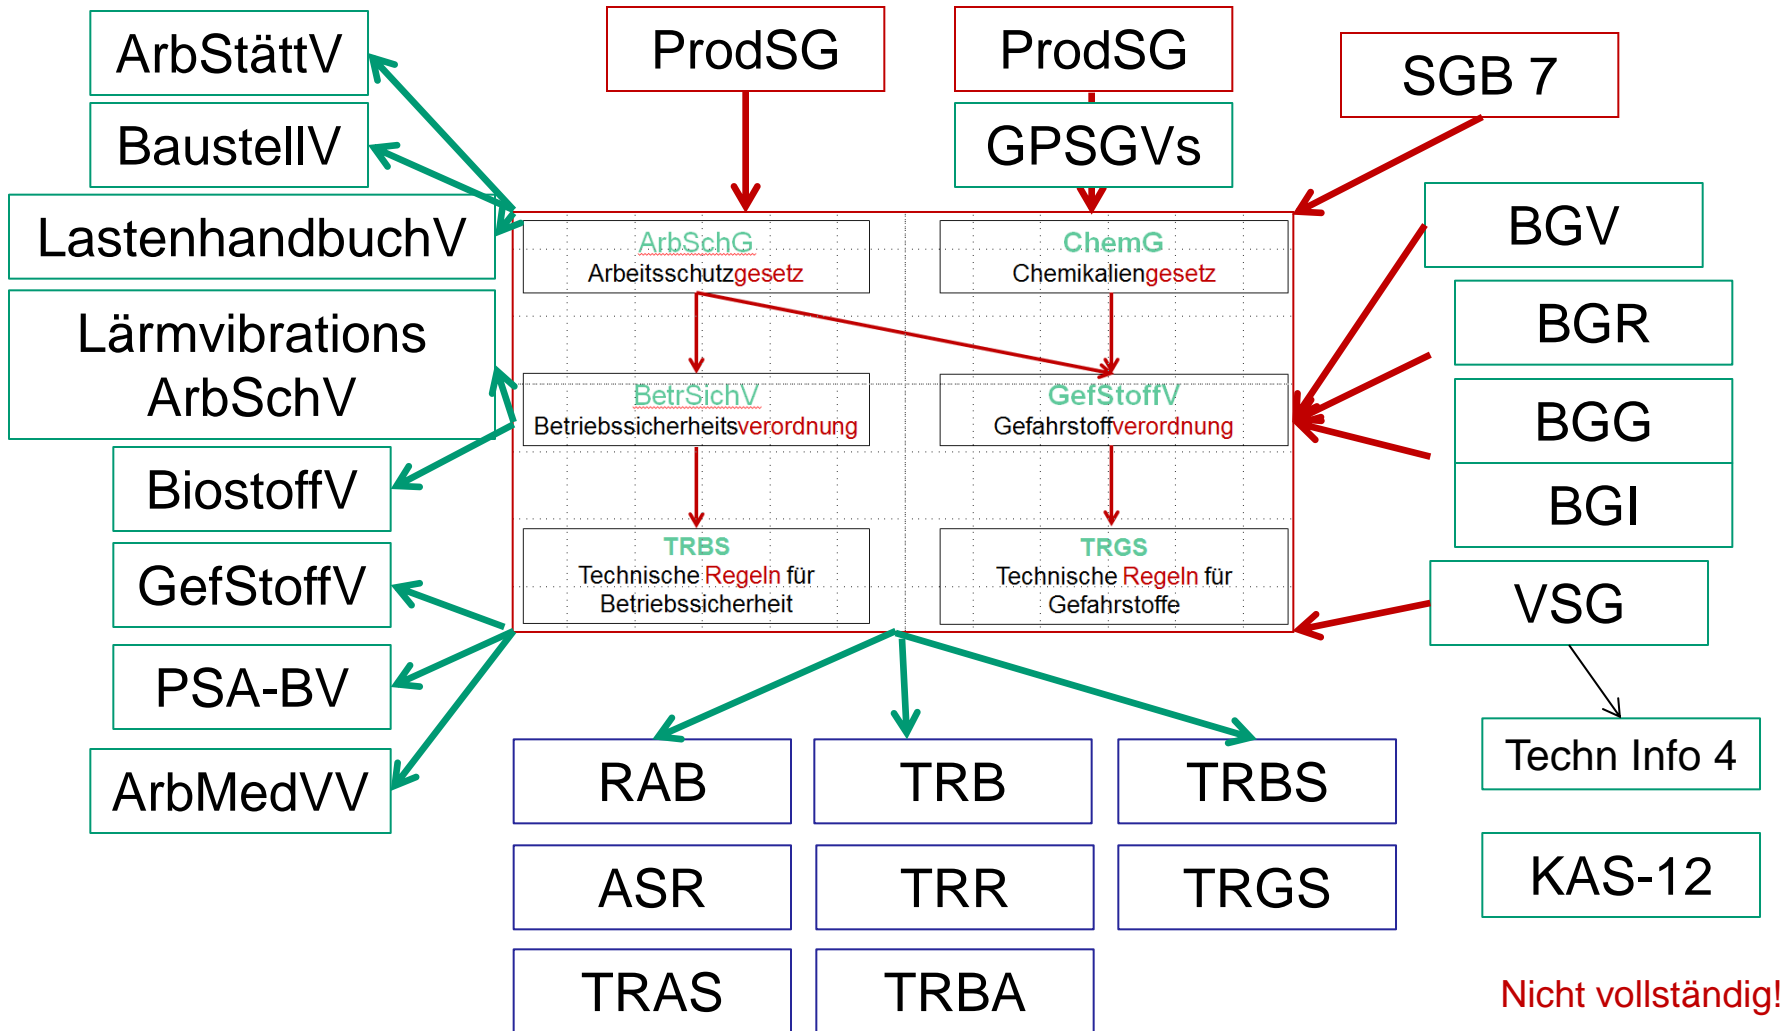 ArbStättV
ProdSG
ProdSG
SGB 7
BaustellV
GPSGVs
LastenhandbuchV
BGV
ArbSchG
Arbeitsschutzgesetz
ChemG
Chemikaliengesetz
Lärmvibrations
ArbSchV
BGR
BetrSichV
Betriebssicherheitsverordnung
GefStoffV
Gefahrstoffverordnung
BGG
BiostoffV
BGI
TRBS
Technische Regeln für
Betriebssicherheit
TRGS
Technische Regeln für
Gefahrstoffe
GefStoffV
VSG
PSA-BV
ArbMedVV
RAB
TRB
TRBS
Techn Info 4
ASR
TRR
TRGS
KAS-12
TRAS
TRBA
Nicht vollständig!